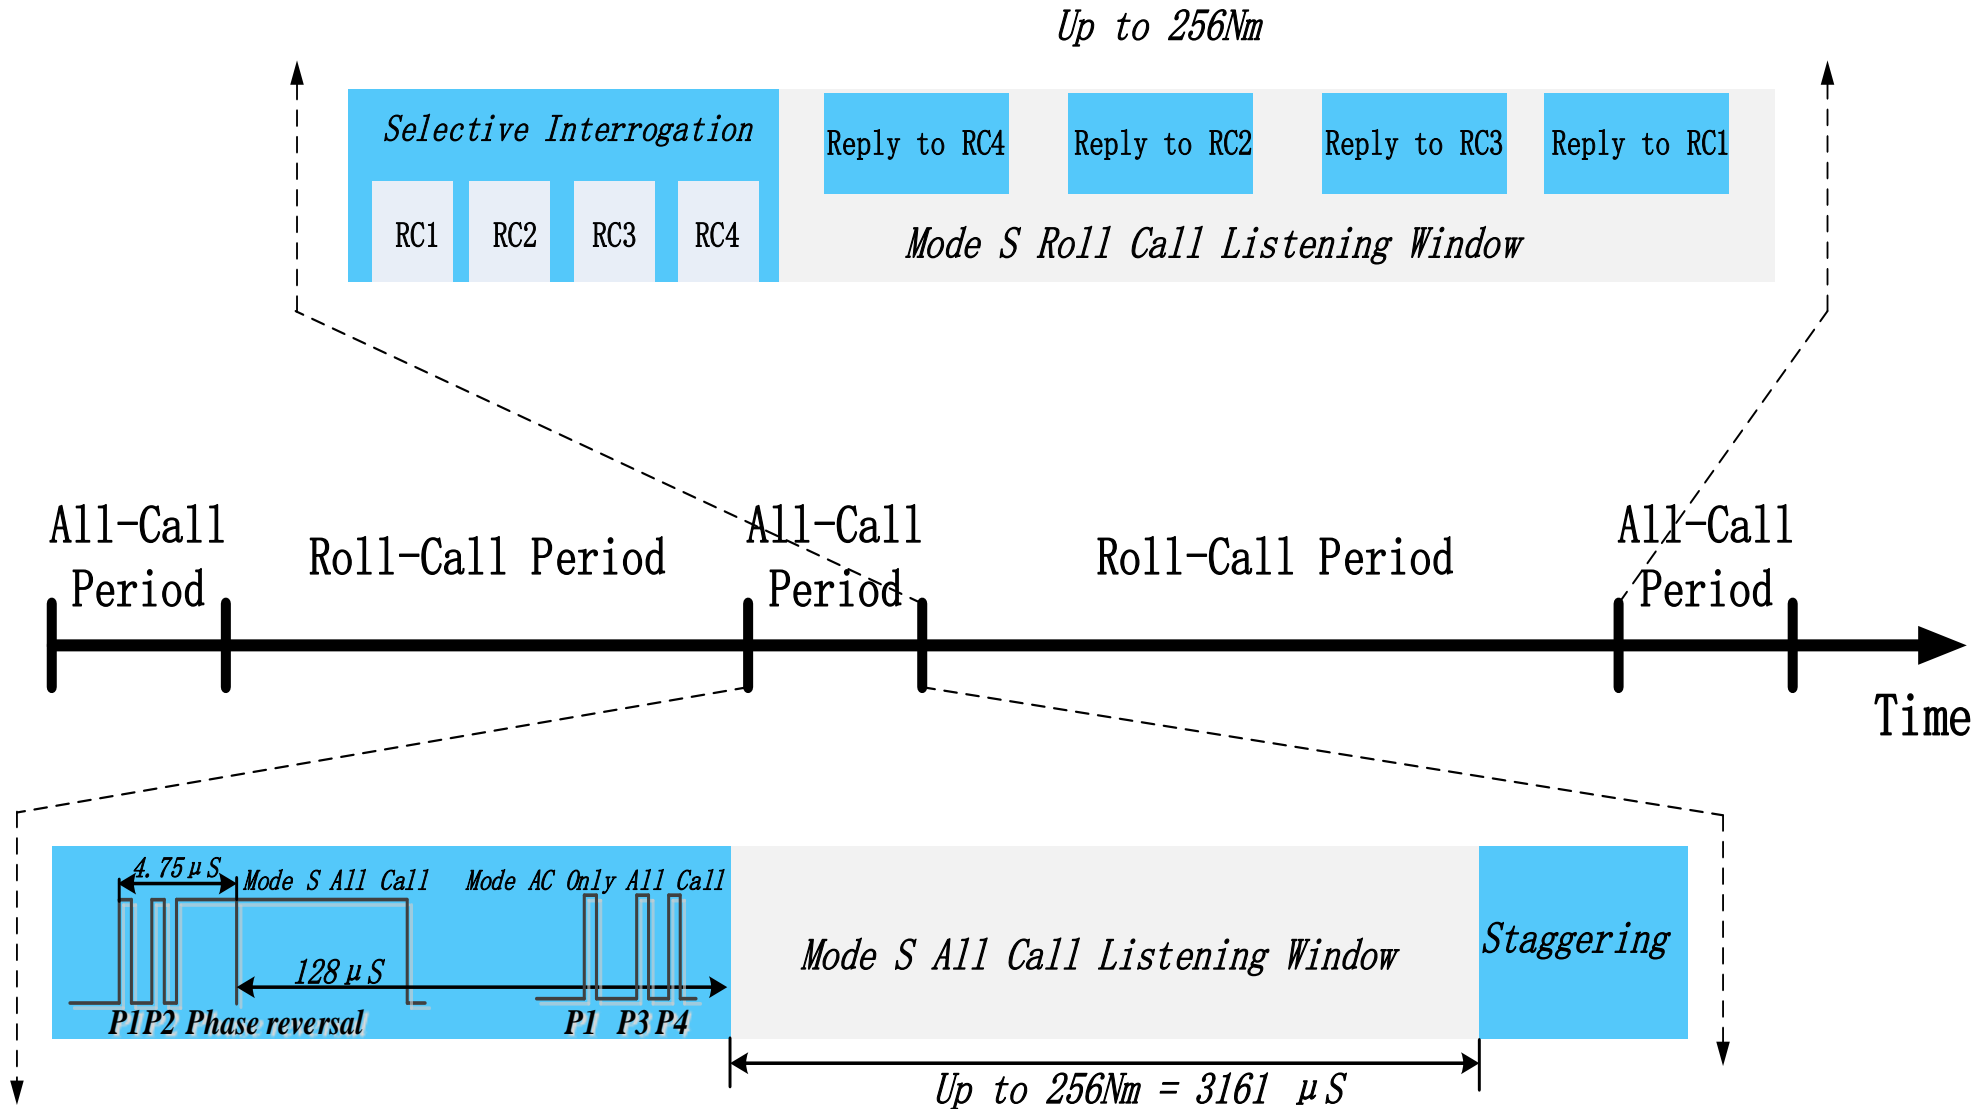 Up to 256Nm
Selective Interrogation
Reply to RC4
Reply to RC2
Reply to RC3
Reply to RC1
RC1
RC2
RC3
RC4
Mode S Roll Call Listening Window
All-Call
Period
Roll-Call Period
All-Call
Period
Roll-Call Period
All-Call
Period
Time
4.75μS
Mode S All Call
Mode AC Only All Call
128μS
P1 P2 Phase reversal
P1 P3 P4
Mode S All Call Listening Window
Staggering
Up to 256Nm = 3161 μS